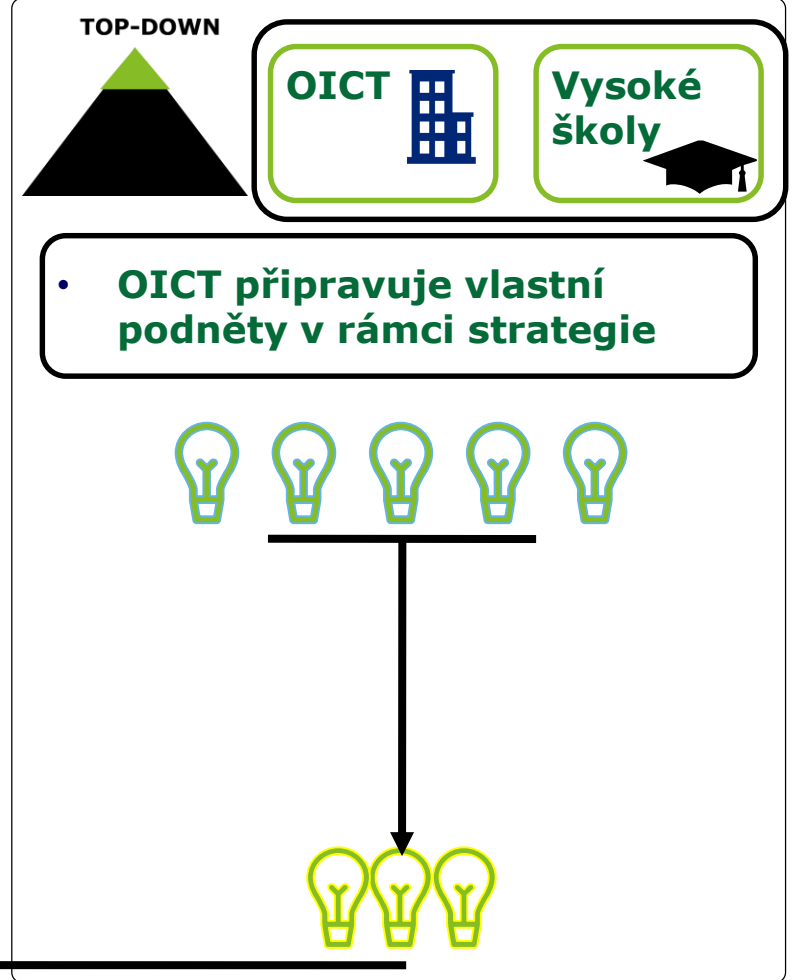 TOP-DOWN
OICT
Vysoké
školy
• OICT připravuje vlastní
podněty v rámci strategie